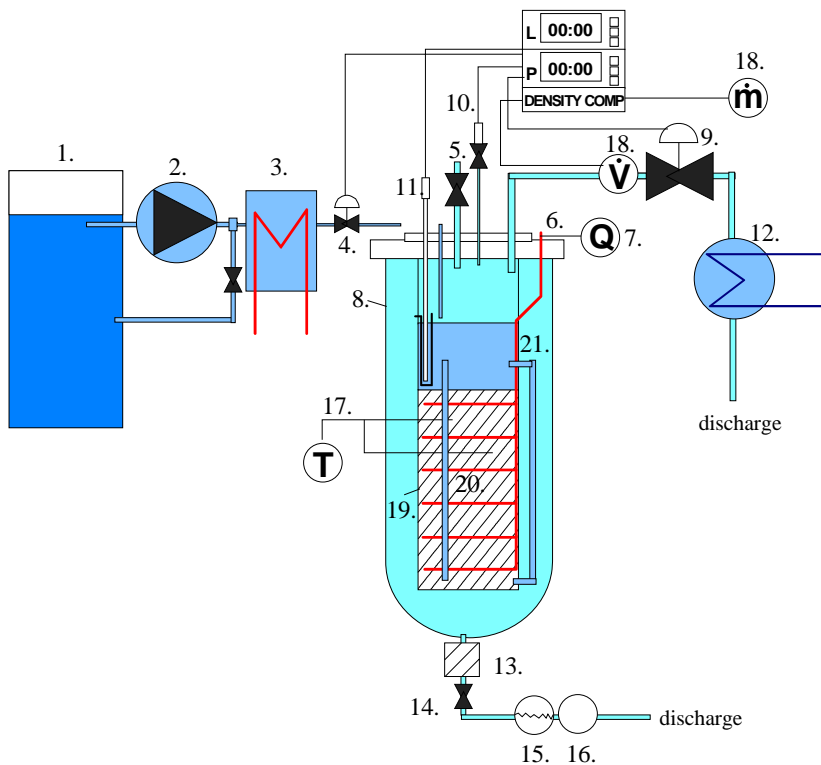 L 00:00
P 00:00
DENSITY COMP
18.
ṁ
10.
18.
9.
1.
2.
3.
5.
V̇
11.
4.
6.
Q
7.
12.
8.
21.
17.
T
discharge
20.
19.
13.
14.
discharge
15.
16.